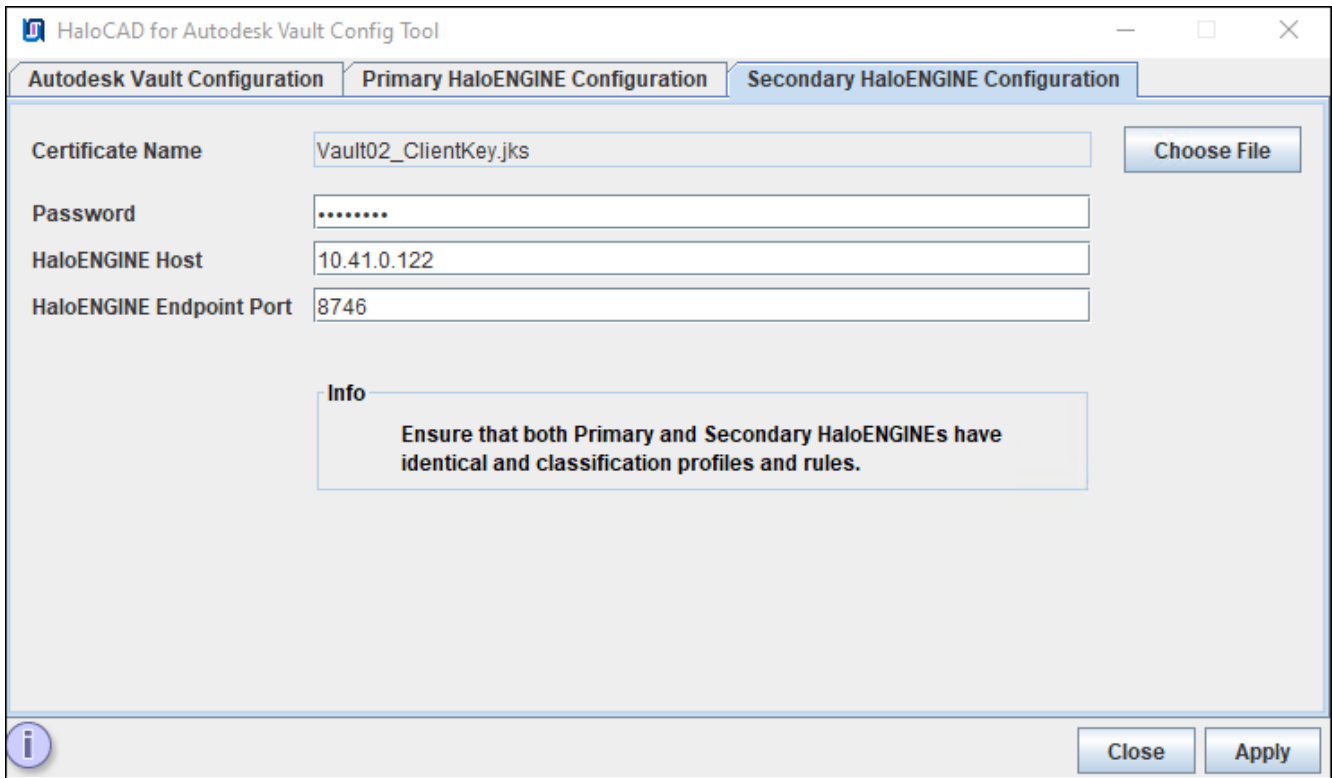 HaloCAD for Autodesk Vault Config Tool
Autodesk Vault Configuration Primary HaloENGINE Configuration Secondary HaloENGINE Configuration
Certificate Name Vault02_ClientKey.jks Choose File
Password ••••••••
HaloENGINE Host 10.41.0.122
HaloENGINE Endpoint Port 8746
Info
Ensure that both Primary and Secondary HaloENGINEs have
identical and classification profiles and rules.
i Close Apply